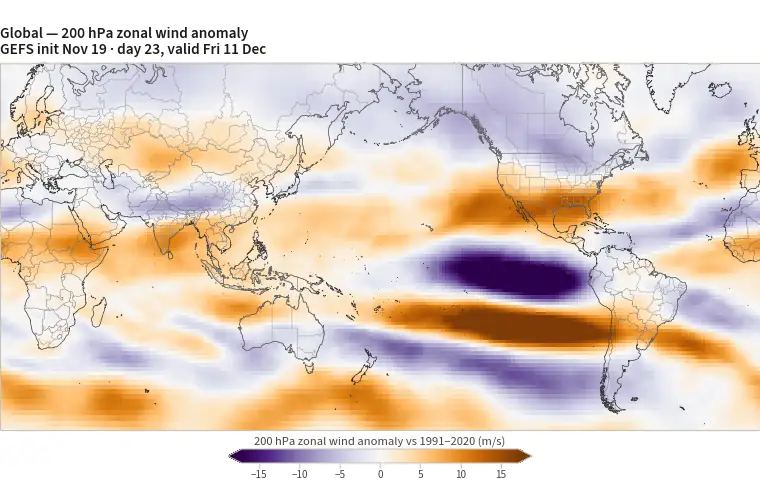 Global — 200 hPa zonal wind anomaly
GEFS init Nov 19 · day 23, valid Fri 11 Dec
200 hPa zonal wind anomaly vs 1991–2020 (m/s)
−15 −10 −5 0 5 10 15